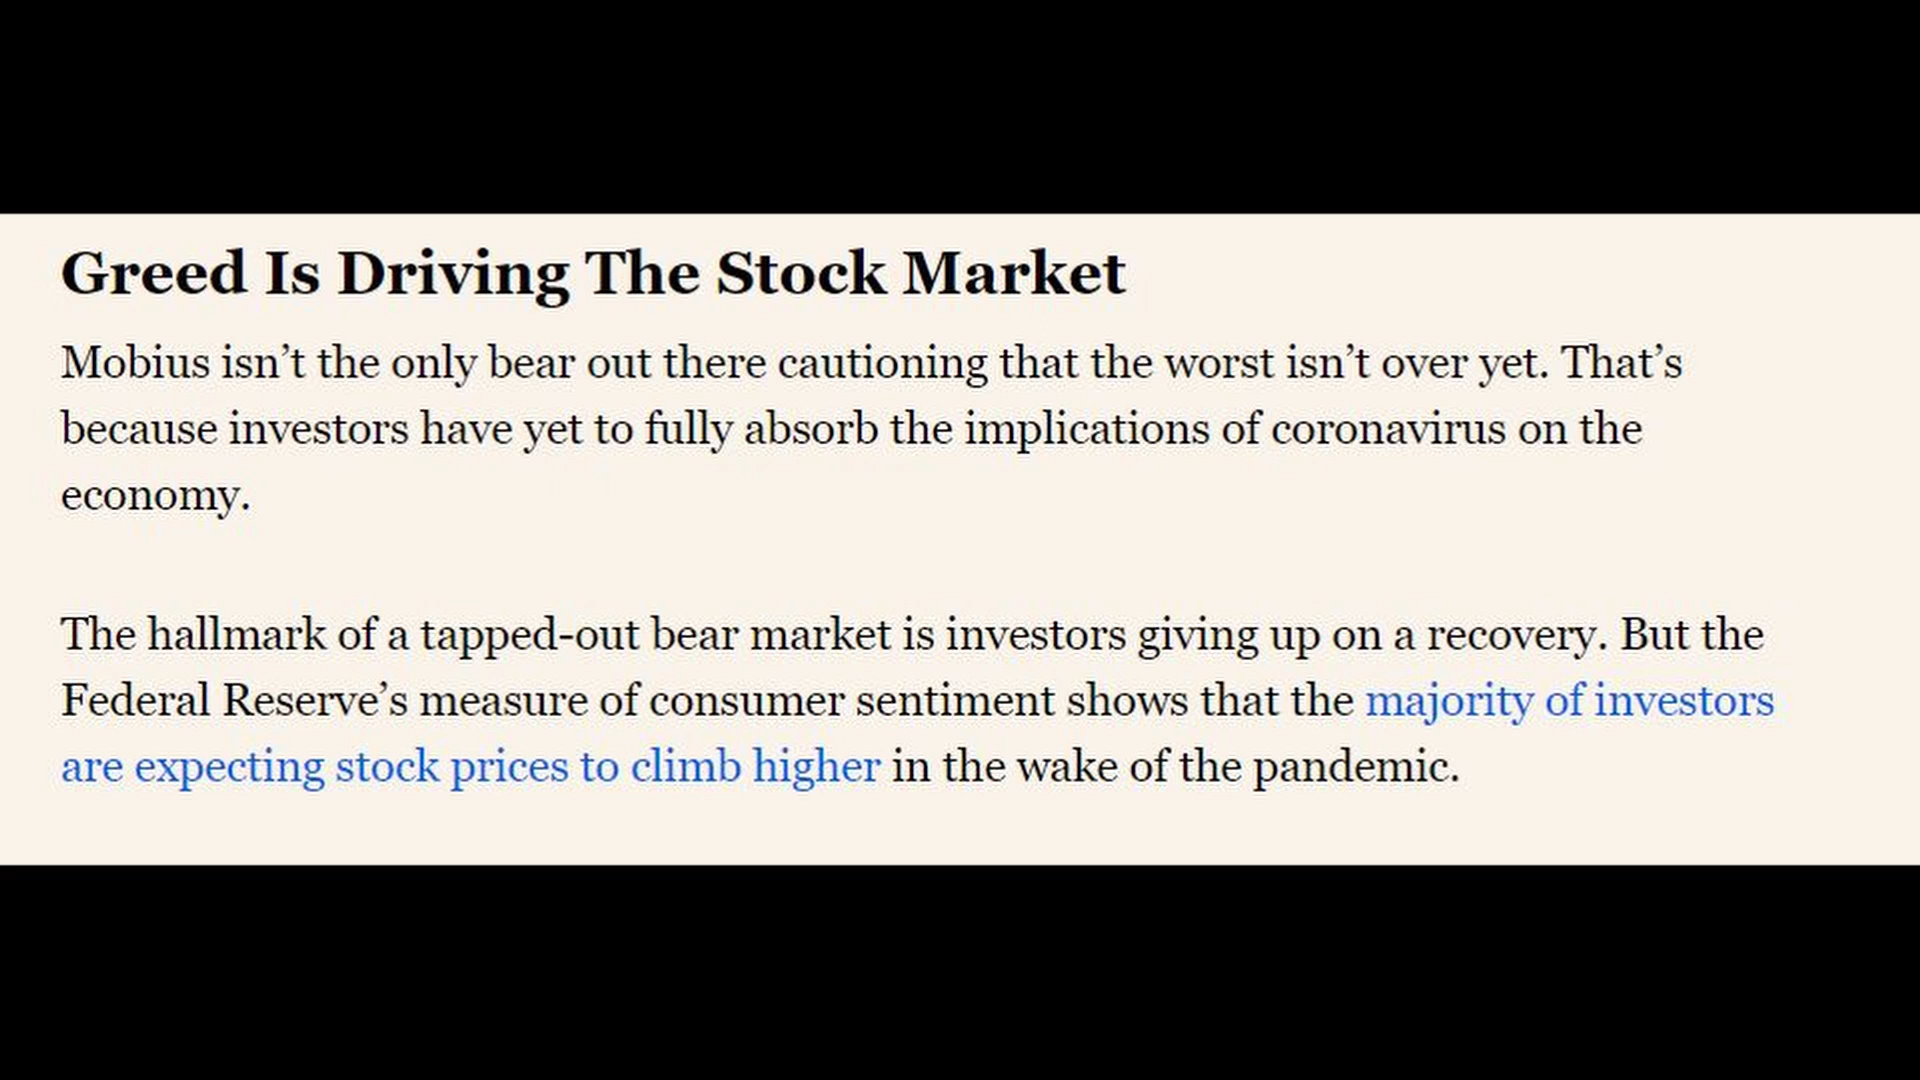 Greed Is Driving The Stock Market
Mobius isn’t the only bear out there cautioning that the worst isn’t over yet. That’s
because investors have yet to fully absorb the implications of coronavirus on the
economy.
The hallmark of a tapped-out bear market is investors giving up on a recovery. But the
Federal Reserve’s measure of consumer sentiment shows that the majority of investors
are expecting stock prices to climb higher in the wake of the pandemic.